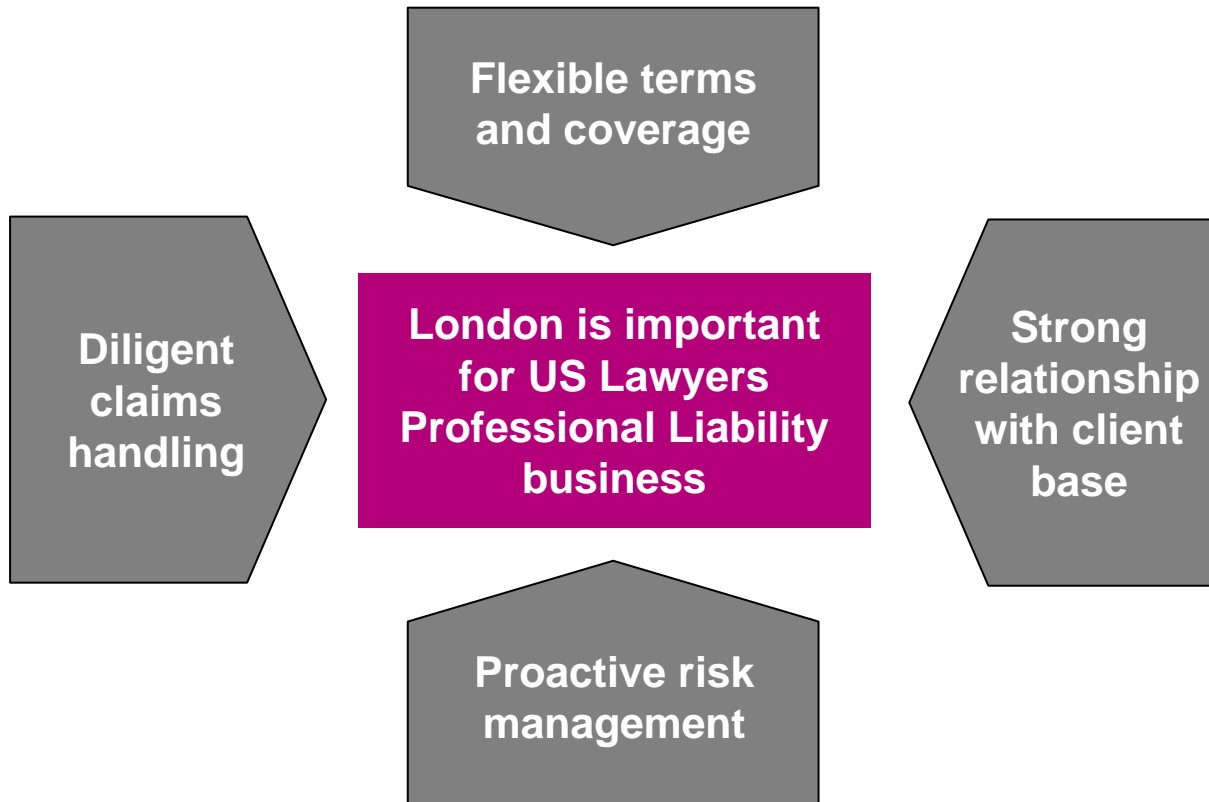 Flexible terms
and coverage
Diligent
claims
handling
London is important
for US Lawyers
Professional Liability
business
Strong
relationship
with client
base
Proactive risk
management